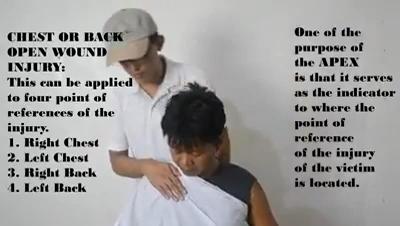 CHEST OR BACK
OPEN WOUND
INJURY:
This can be applied
to four point of
references of the
injury.
1. Right Chest
2. Left Chest
3. Right Back
4. Left Back
One of the
purpose of
the APEX
is that it serves
as the indicator
to where the
point of
reference
of the injury
of the victim
is located.